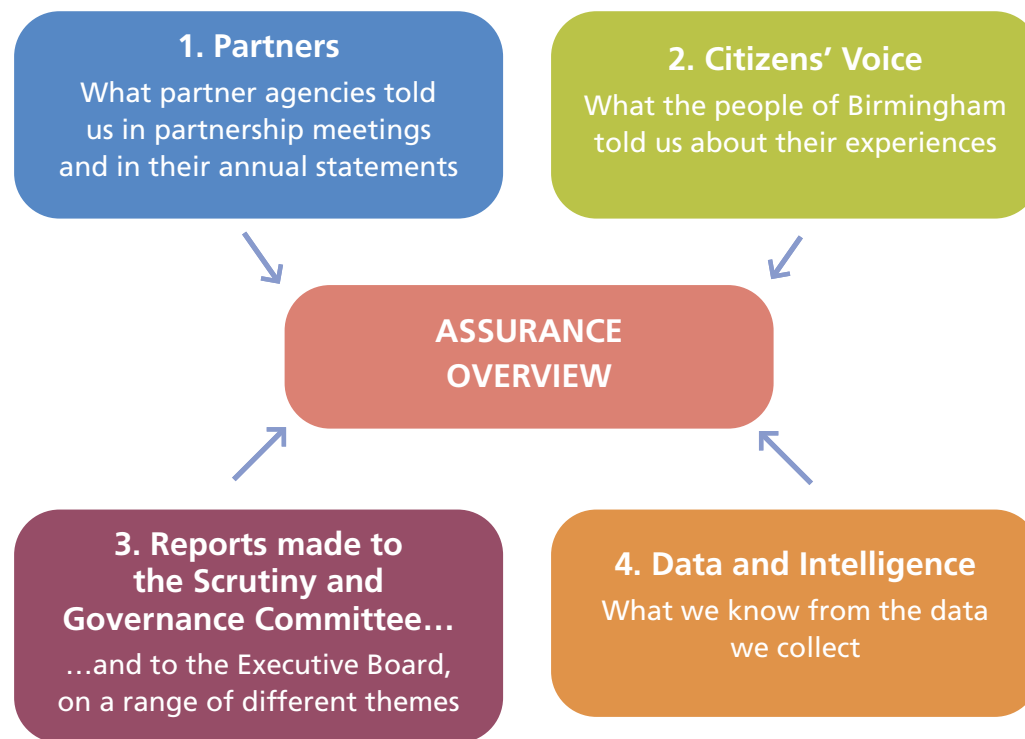 1. Partners
What partner agencies told
us in partnership meetings
and in their annual statements
2. Citizens’ Voice
What the people of Birmingham
told us about their experiences
ASSURANCE
OVERVIEW
3. Reports made to
the Scrutiny and
Governance Committee…
…and to the Executive Board,
on a range of different themes
4. Data and Intelligence
What we know from the data
we collect